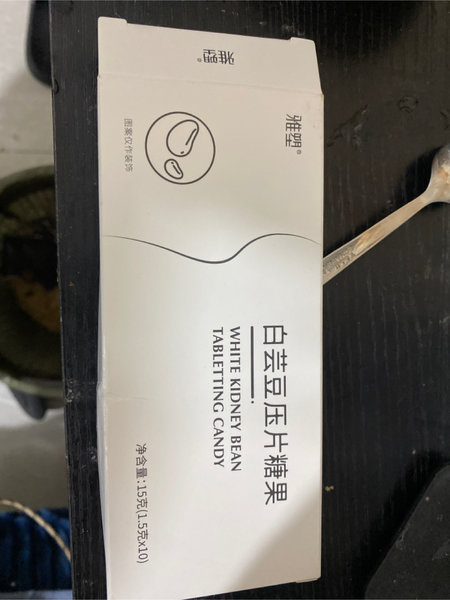 雅塑®
雅塑®
图案仅作装饰
白芸豆压片糖果
WHITE KIDNEY BEAN
TABLETTING CANDY
净含量:15克(1.5克x10)